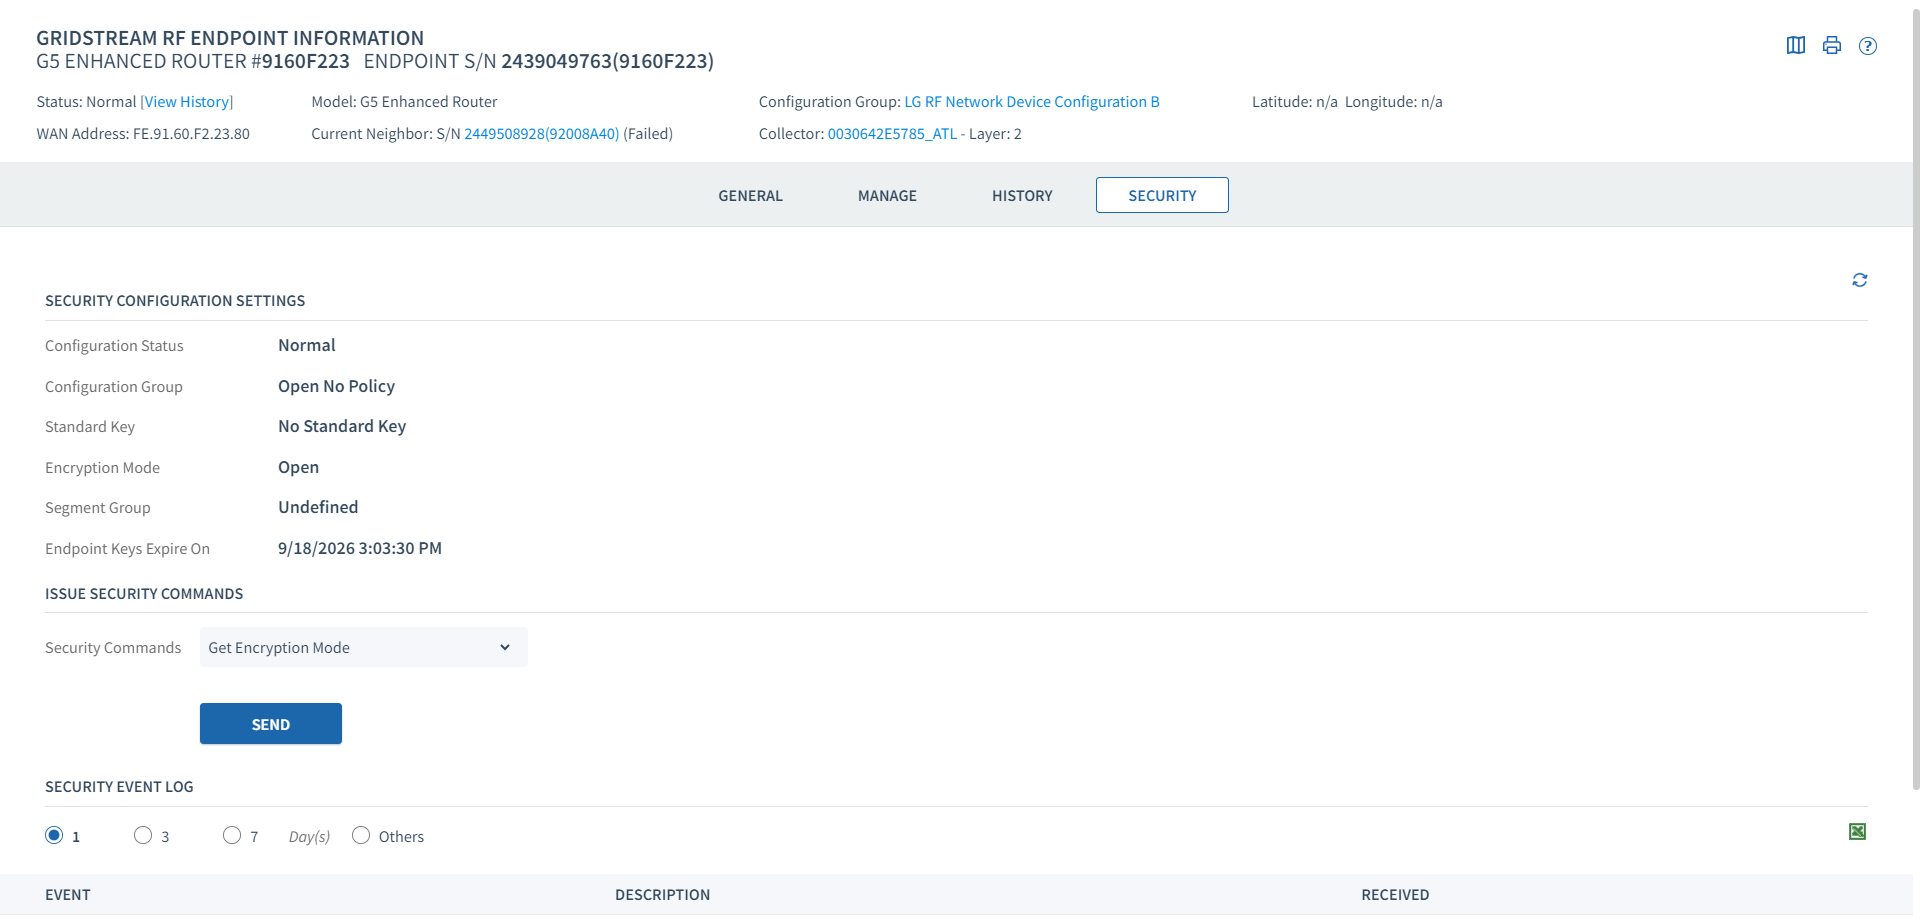 GRIDSTREAM RF ENDPOINT INFORMATION
G5 ENHANCED ROUTER #9160F223 ENDPOINT S/N 2439049763(9160F223)
Status: Normal [View History] Model: G5 Enhanced Router Configuration Group: LG RF Network Device Configuration B Latitude: n/a Longitude: n/a
WAN Address: FE.91.60.F2.23.80 Current Neighbor: S/N 2449508928(92008A40) (Failed) Collector: 0030642E5785_ATL - Layer: 2
GENERAL MANAGE HISTORY SECURITY
SECURITY CONFIGURATION SETTINGS
Configuration Status Normal
Configuration Group Open No Policy
Standard Key No Standard Key
Encryption Mode Open
Segment Group Undefined
Endpoint Keys Expire On 9/18/2026 3:03:30 PM
ISSUE SECURITY COMMANDS
Security Commands Get Encryption Mode
SEND
SECURITY EVENT LOG
1 3 7 Day(s) Others
EVENT DESCRIPTION RECEIVED